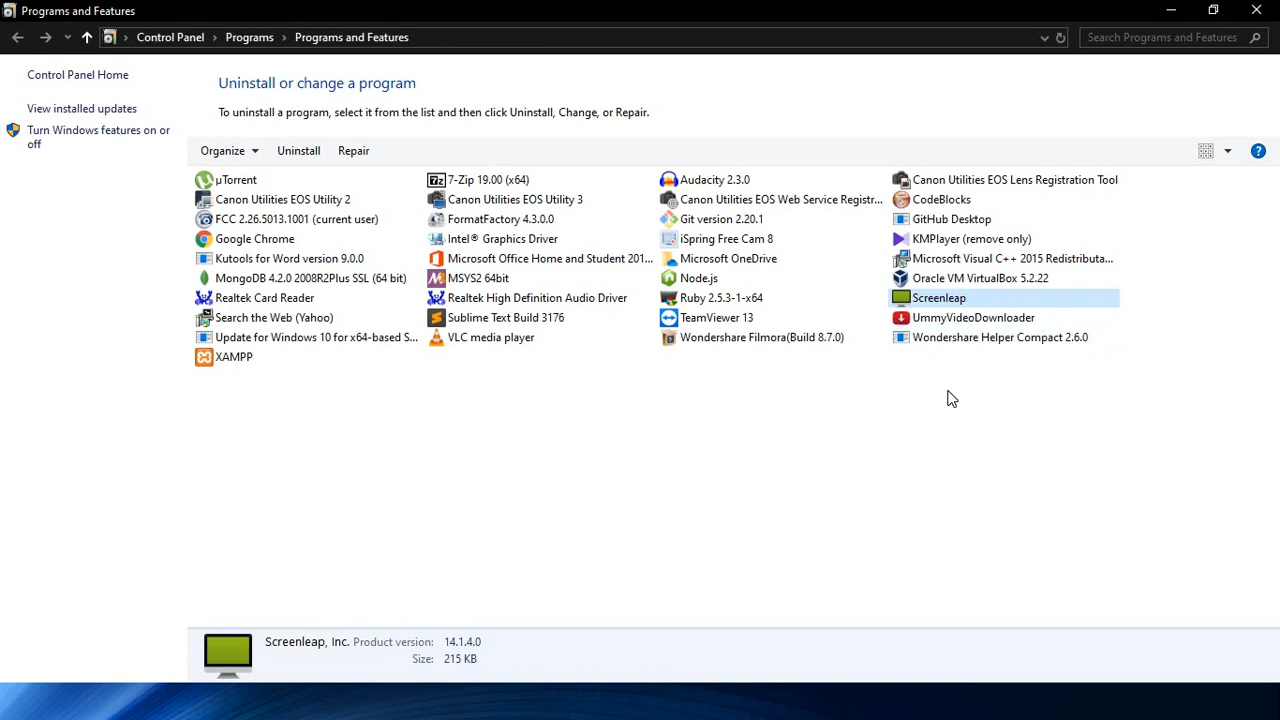 Programs and Features
Control Panel > Programs > Programs and Features
Search Programs and Features
Control Panel Home
View installed updates
Turn Windows features on or
off
Uninstall or change a program
To uninstall a program, select it from the list and then click Uninstall, Change, or Repair.
Organize Uninstall Repair
µTorrent 7-Zip 19.00 (x64) Audacity 2.3.0 Canon Utilities EOS Lens Registration Tool
Canon Utilities EOS Utility 2 Canon Utilities EOS Utility 3 Canon Utilities EOS Web Service Registr... CodeBlocks
FCC 2.26.5013.1001 (current user) FormatFactory 4.3.0.0 Git version 2.20.1 GitHub Desktop
Google Chrome Intel® Graphics Driver iSpring Free Cam 8 KMPlayer (remove only)
Kutools for Word version 9.0.0 Microsoft Office Home and Student 201... Microsoft OneDrive Microsoft Visual C++ 2015 Redistributa...
MongoDB 4.2.0 2008R2Plus SSL (64 bit) MSYS2 64bit Node.js Oracle VM VirtualBox 5.2.22
Realtek Card Reader Realtek High Definition Audio Driver Ruby 2.5.3-1-x64 Screenleap
Search the Web (Yahoo) Sublime Text Build 3176 TeamViewer 13 UmmyVideoDownloader
Update for Windows 10 for x64-based S... VLC media player Wondershare Filmora(Build 8.7.0) Wondershare Helper Compact 2.6.0
XAMPP
Screenleap, Inc. Product version: 14.1.4.0
Size: 215 KB